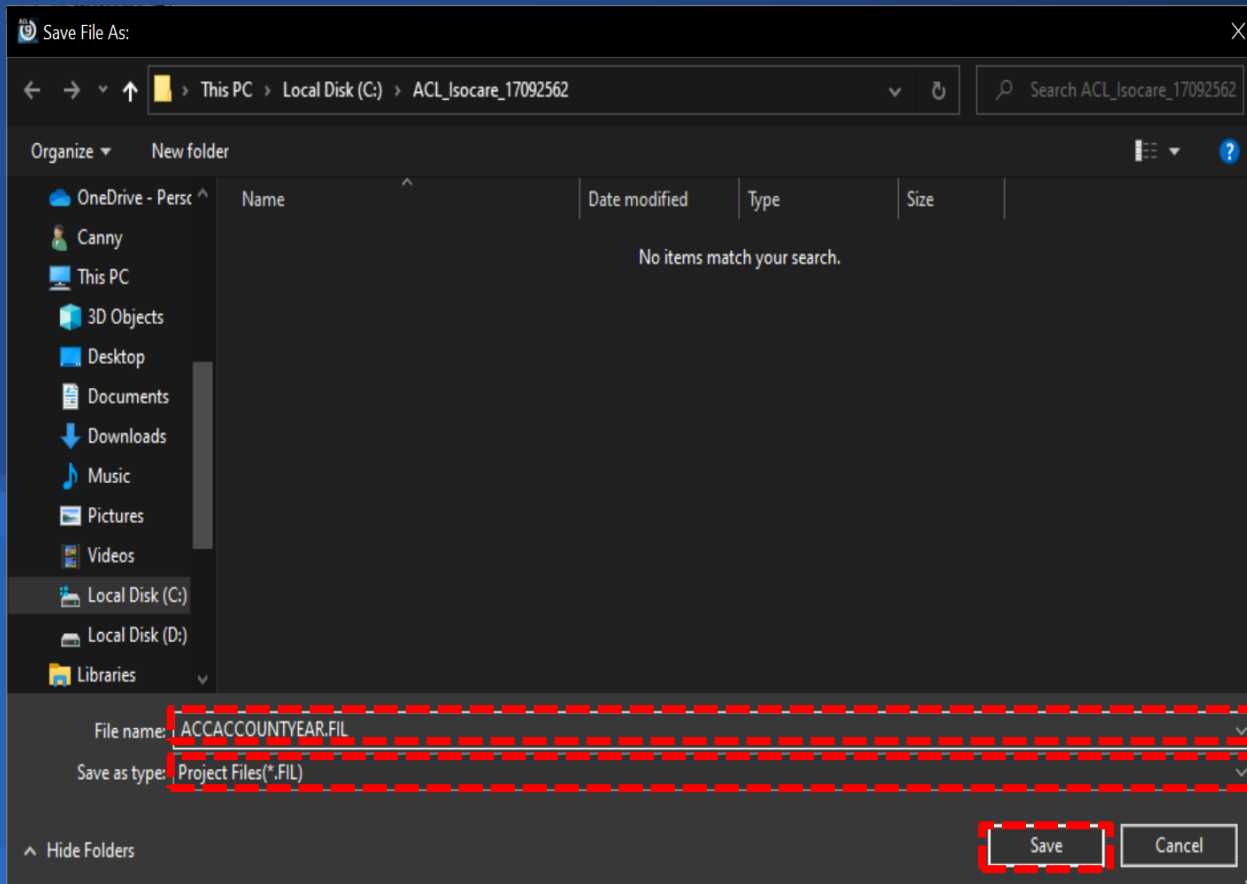 Save File As:
This PC › Local Disk (C:) › ACL_Isocare_17092562
Search ACL_Isocare_17092562
Organize
New folder
Name
Date modified
Type
Size
No items match your search.
OneDrive - Persc
Canny
This PC
3D Objects
Desktop
Documents
Downloads
Music
Pictures
Videos
Local Disk (C:)
Local Disk (D:)
Libraries
File name: ACCACCOUNTYEAR.FIL
Save as type: Project Files(*.FIL)
Hide Folders
Save
Cancel